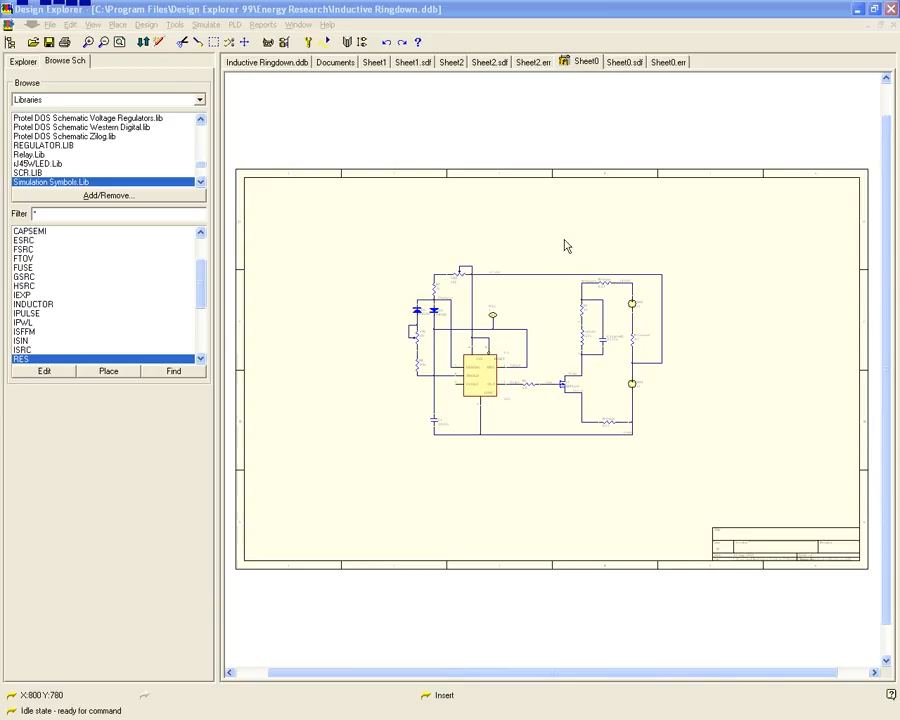 Design Explorer 99 - [C:\Program Files\Design Explorer 99\Energy Research\Inductive Ringdown.ddb]
File Edit View Place Design Tools Simulate PLD Reports Window Help
Explorer Browse Sch
Inductive Ringdown.ddb Documents Sheet1 Sheet1.sdf Sheet2 Sheet2.sdf Sheet2.err Sheet0 Sheet0.sdf Sheet0.err
Browse
Libraries
Protel DOS Schematic Voltage Regulators.lib
Protel DOS Schematic Western Digital.lib
Protel DOS Schematic Zilog.lib
REGULATOR.LIB
Relay.Lib
rJ45WLED.Lib
SCR.LIB
Simulation Symbols.Lib
Add/Remove...
Filter *
CAPSEMI
ESRC
FSRC
FTOV
FUSE
GSRC
HSRC
IEXP
INDUCTOR
IPULSE
IPWL
ISFFM
ISIN
ISRC
RES
Edit Place Find
X:800 Y:780
Insert
Idle state - ready for command